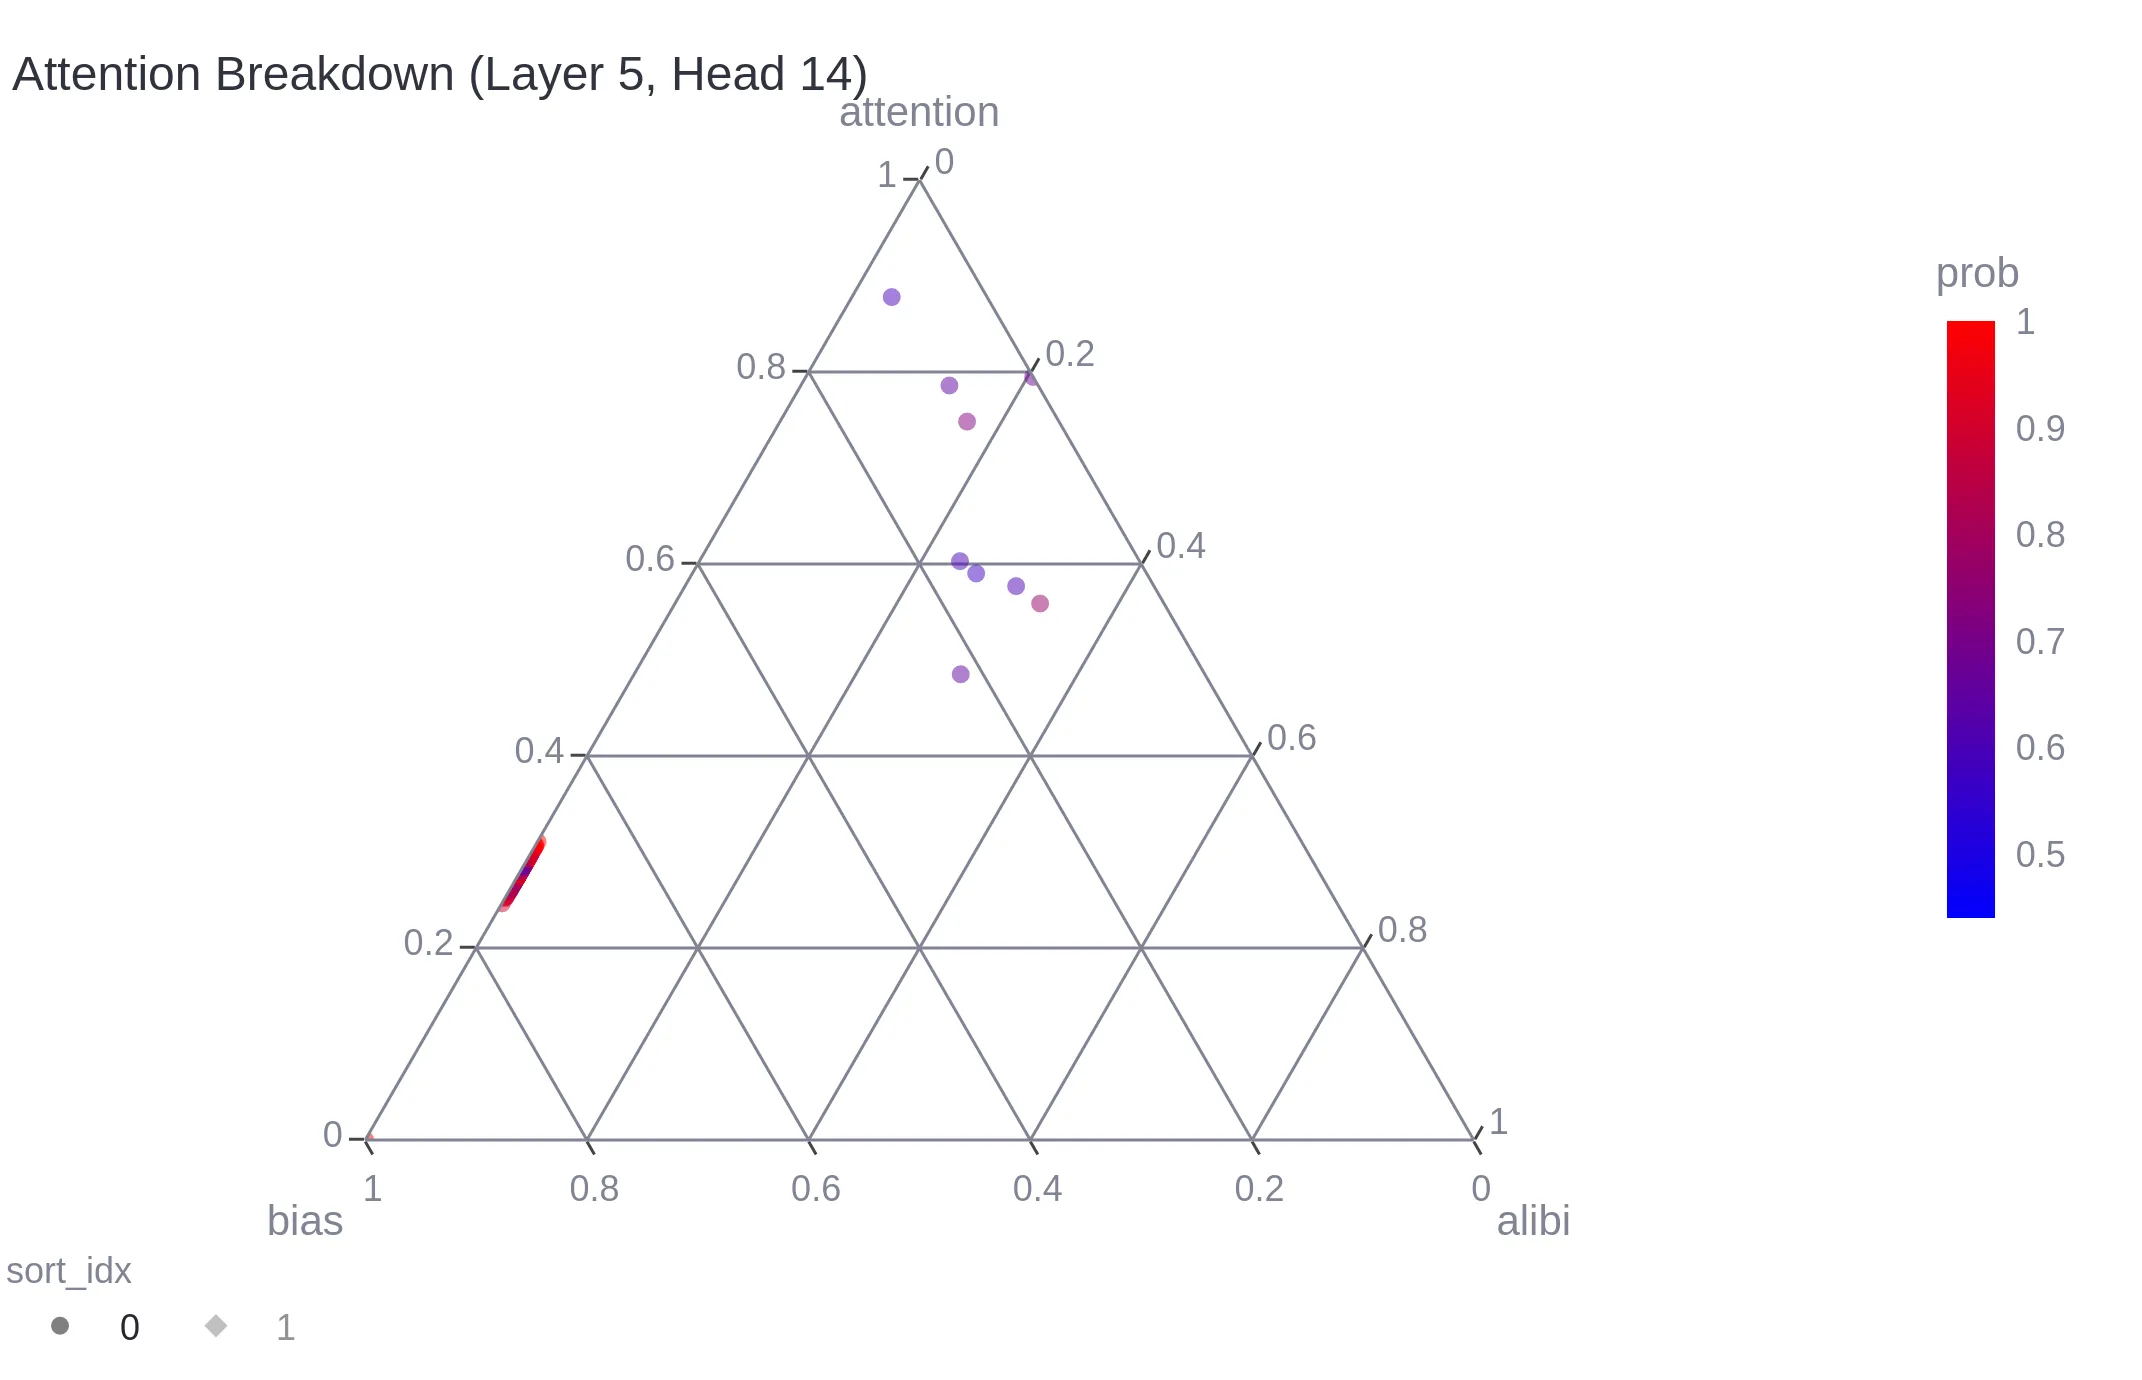 Attention Breakdown (Layer 5, Head 14)
attention
1 0
prob
1
0.8 0.2
0.9
0.8
0.6 0.4
0.7
0.4 0.6
0.6
0.5
0.2 0.8
0 1
1 0.8 0.6 0.4 0.2 0
bias alibi
sort_idx
0 1